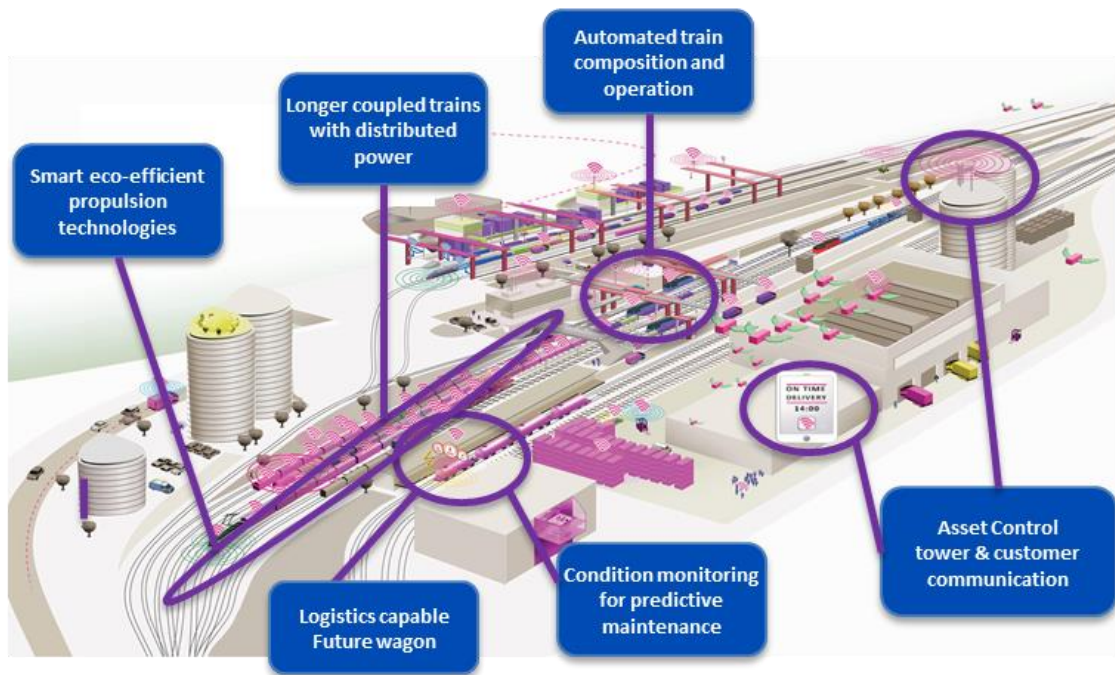 Automated train
composition and
operation
Longer coupled trains
with distributed
power
Smart eco-efficient
propulsion
technologies
ON TIME
DELIVERY
14:00
Asset Control
tower & customer
communication
Condition monitoring
for predictive
maintenance
Logistics capable
Future wagon